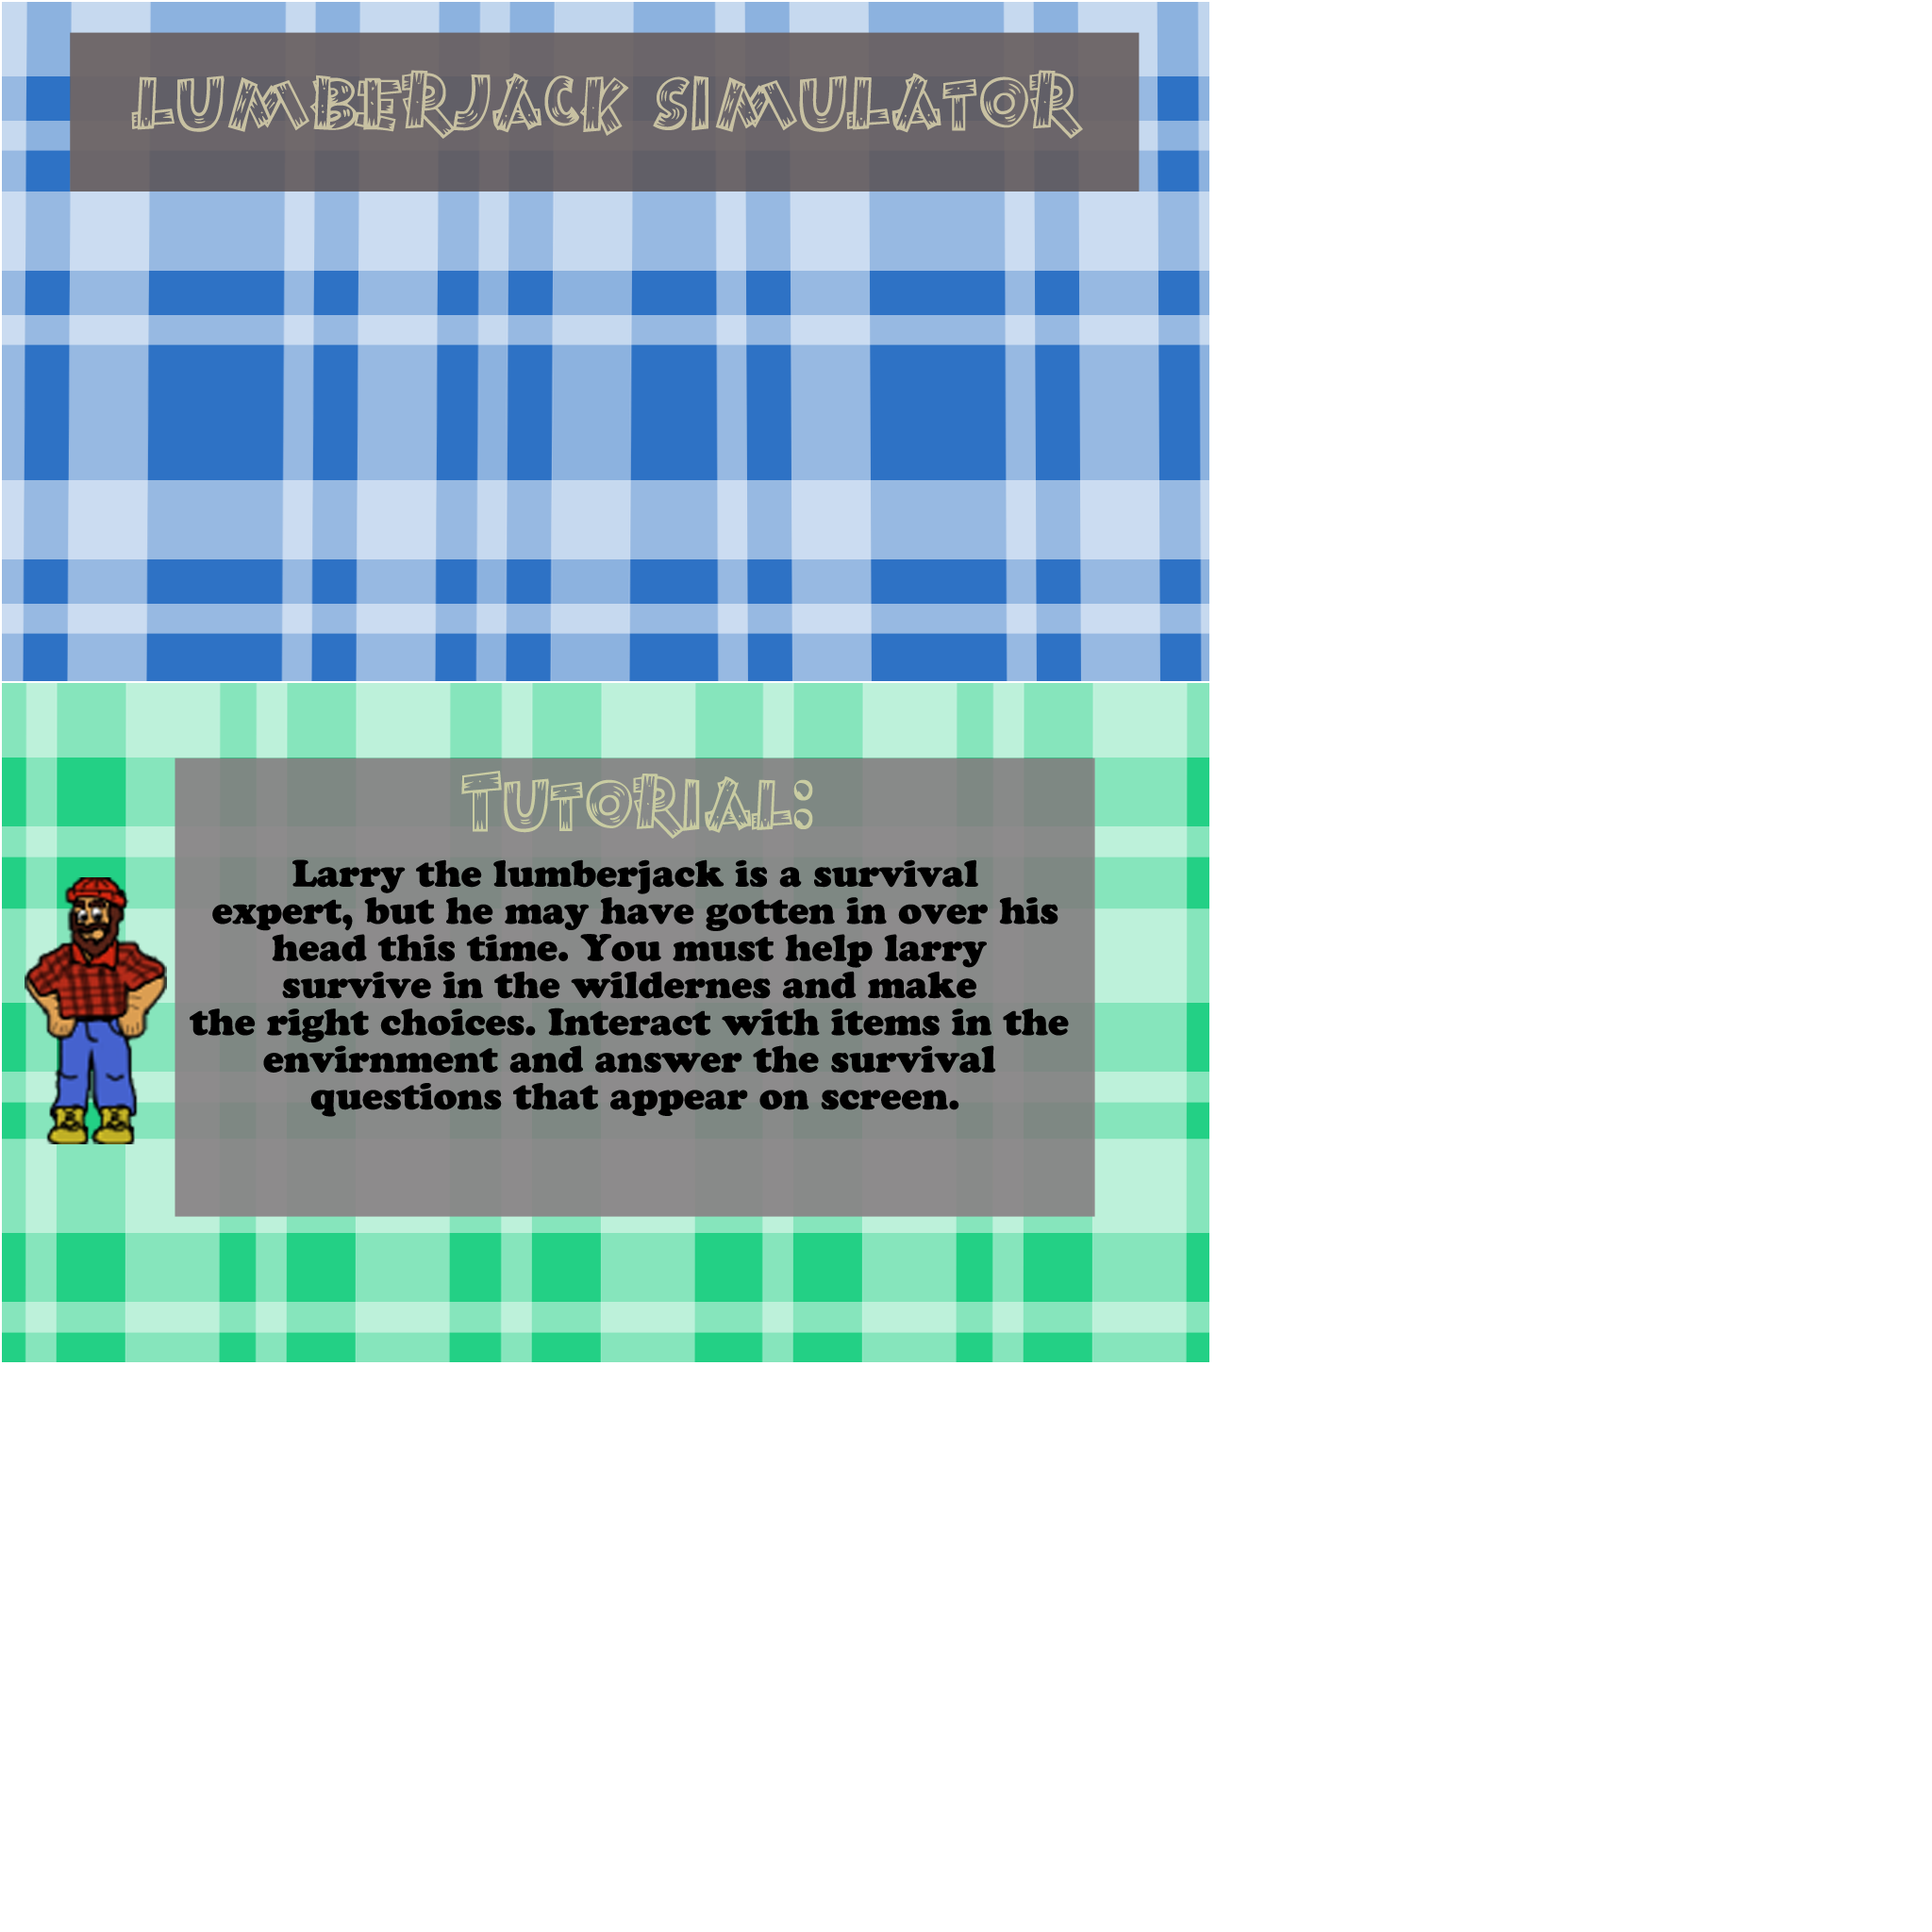 LUMBERJACK SIMULATOR
Tutorial:
Larry the lumberjack is a survival
expert, but he may have gotten in over his
head this time. You must help larry
survive in the wildernes and make
the right choices. Interact with items in the
envirnment and answer the survival
questions that appear on screen.